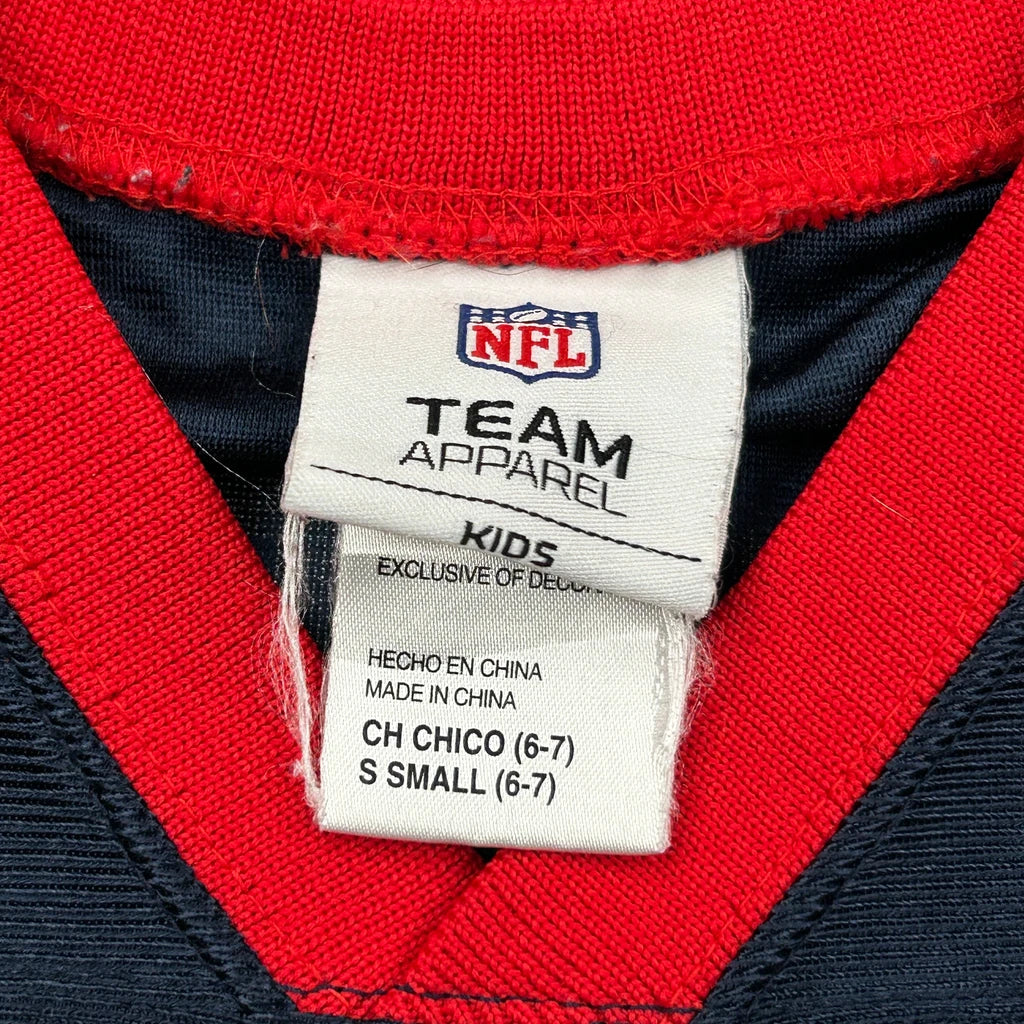 NFL
TEAM
APPAREL
KIDS
EXCLUSIVE OF
HECHO EN CHINA
MADE IN CHINA
CH CHICO (6-7)
S SMALL (6-7)